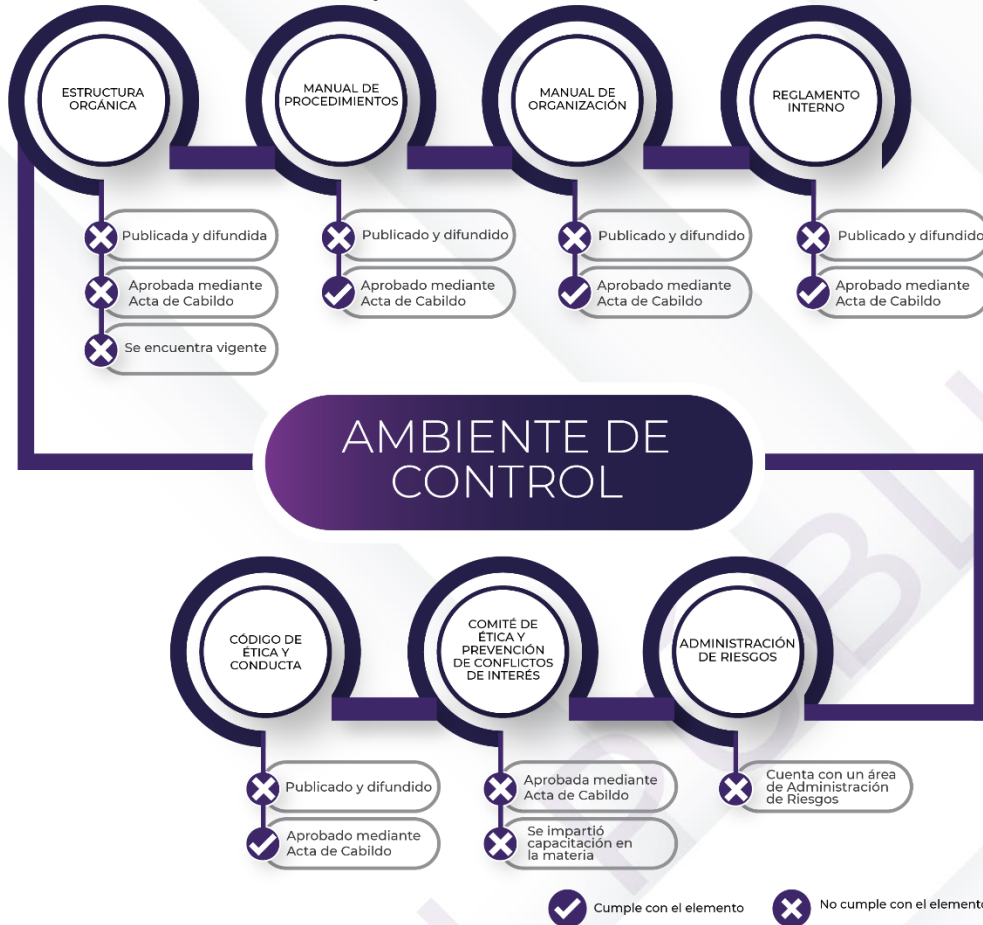 ESTRUCTURA
ORGÁNICA
MANUAL DE
PROCEDIMIENTOS
MANUAL DE
ORGANIZACIÓN
REGLAMENTO
INTERNO
Publicada y difundida
Aprobada mediante
Acta de Cabildo
Se encuentra vigente
Publicado y difundido
Aprobado mediante
Acta de Cabildo
Publicado y difundido
Aprobado mediante
Acta de Cabildo
Publicado y difundido
Aprobado mediante
Acta de Cabildo
AMBIENTE DE
CONTROL
CÓDIGO DE
ÉTICA Y
CONDUCTA
COMITÉ DE
ÉTICA Y
PREVENCIÓN
DE CONFLICTOS
DE INTERÉS
ADMINISTRACIÓN
DE RIESGOS
Publicado y difundido
Aprobado mediante
Acta de Cabildo
Aprobada mediante
Acta de Cabildo
Se impartió
capacitación en
la materia
Cuenta con un área
de Administración
de Riesgos
Cumple con el elemento
No cumple con el elemento